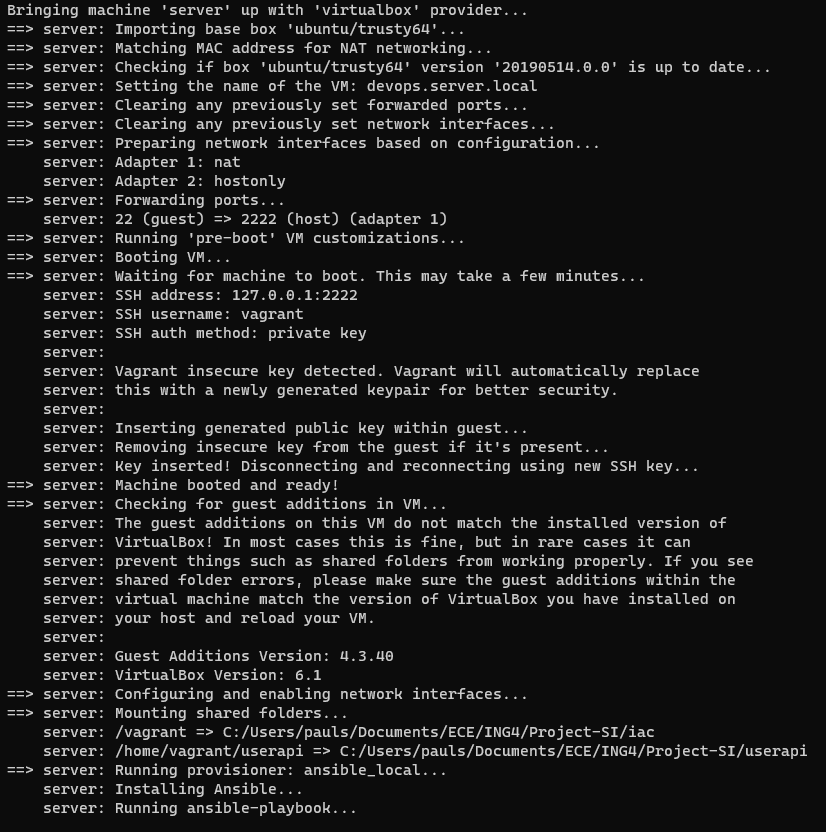 Bringing machine 'server' up with 'virtualbox' provider...
==> server: Importing base box 'ubuntu/trusty64'...
==> server: Matching MAC address for NAT networking...
==> server: Checking if box 'ubuntu/trusty64' version '20190514.0.0' is up to date...
==> server: Setting the name of the VM: devops.server.local
==> server: Clearing any previously set forwarded ports...
==> server: Clearing any previously set network interfaces...
==> server: Preparing network interfaces based on configuration...
    server: Adapter 1: nat
    server: Adapter 2: hostonly
==> server: Forwarding ports...
    server: 22 (guest) => 2222 (host) (adapter 1)
==> server: Running 'pre-boot' VM customizations...
==> server: Booting VM...
==> server: Waiting for machine to boot. This may take a few minutes...
    server: SSH address: 127.0.0.1:2222
    server: SSH username: vagrant
    server: SSH auth method: private key
    server:
    server: Vagrant insecure key detected. Vagrant will automatically replace
    server: this with a newly generated keypair for better security.
    server:
    server: Inserting generated public key within guest...
    server: Removing insecure key from the guest if it's present...
    server: Key inserted! Disconnecting and reconnecting using new SSH key...
==> server: Machine booted and ready!
==> server: Checking for guest additions in VM...
    server: The guest additions on this VM do not match the installed version of
    server: VirtualBox! In most cases this is fine, but in rare cases it can
    server: prevent things such as shared folders from working properly. If you see
    server: shared folder errors, please make sure the guest additions within the
    server: virtual machine match the version of VirtualBox you have installed on
    server: your host and reload your VM.
    server:
    server: Guest Additions Version: 4.3.40
    server: VirtualBox Version: 6.1
==> server: Configuring and enabling network interfaces...
==> server: Mounting shared folders...
    server: /vagrant => C:/Users/pauls/Documents/ECE/ING4/Project-SI/iac
    server: /home/vagrant/userapi => C:/Users/pauls/Documents/ECE/ING4/Project-SI/userapi
==> server: Running provisioner: ansible_local...
    server: Installing Ansible...
    server: Running ansible-playbook...